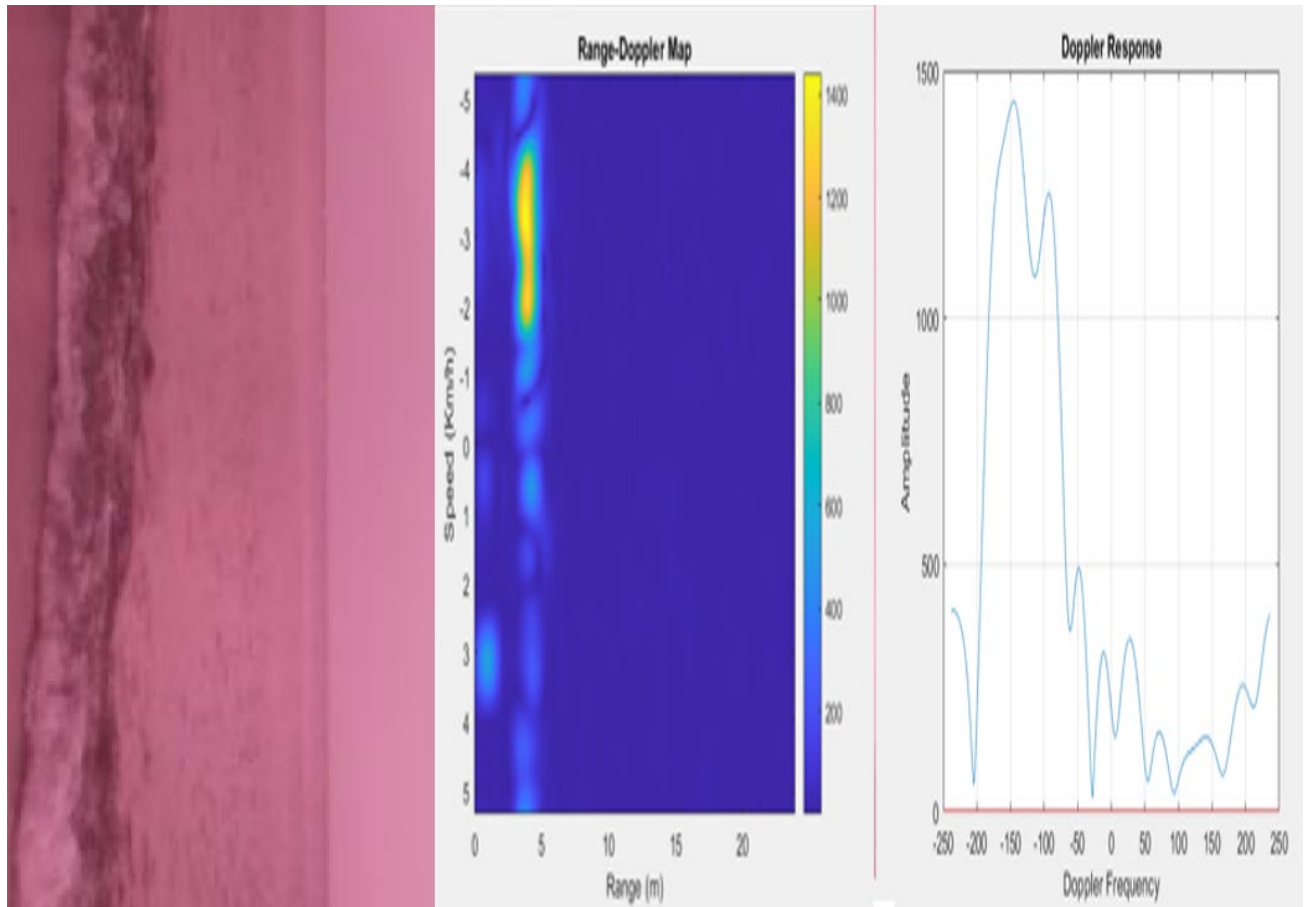 Range-Doppler Map
Speed (Km/h)
-5
-4
-3
-2
-1
0
1
2
3
4
5
0 5 10 15 20
Range (m)
1400
1200
1000
800
600
400
200
Doppler Response
Amplitude
1500
1000
500
0
-250 -200 -150 -100 -50 0 50 100 150 200 250
Doppler Frequency